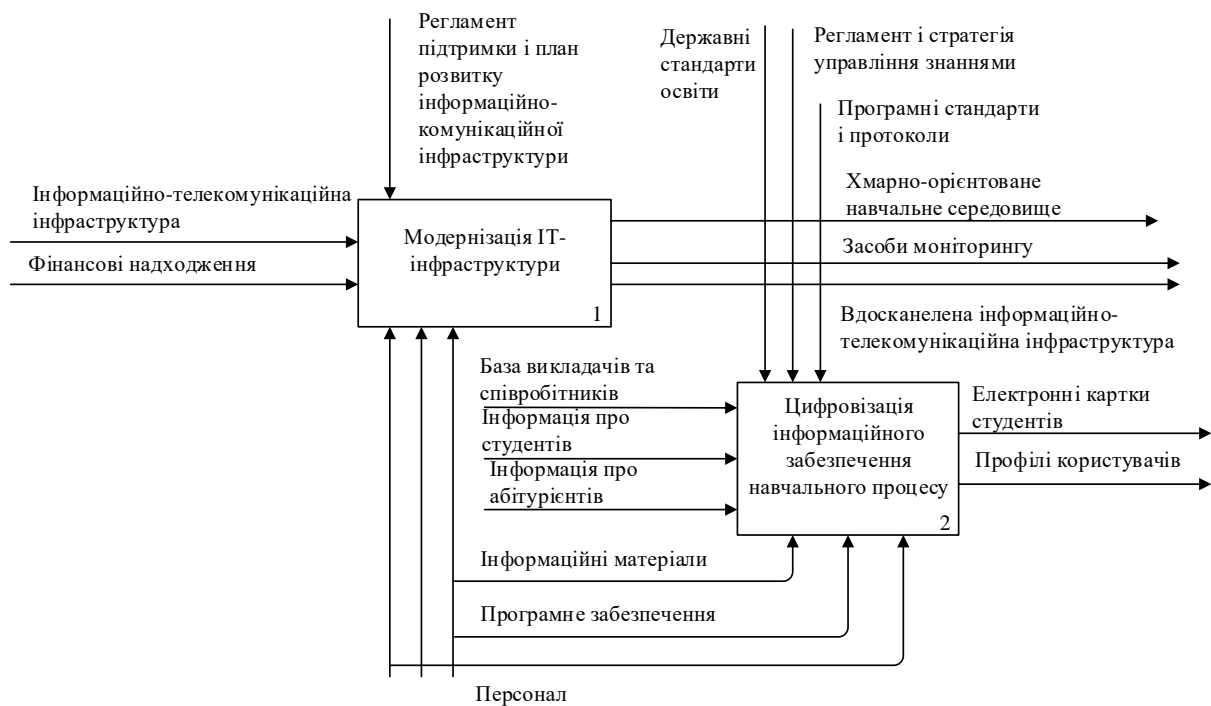 Регламент
підтримки і план
розвитку
інформаційно-
комунікаційної
інфраструктури
Державні
стандарти
освіти
Регламент і стратегія
управління знаннями
Програмні стандарти
і протоколи
Інформаційно-телекомунікаційна
інфраструктура
Фінансові надходження
Модернізація ІТ-
інфраструктури
1
Хмарно-орієнтоване
навчальне середовище
Засоби моніторингу
Вдосканелена інформаційно-
телекомунікаційна інфраструктура
База викладачів та
співробітників
Інформація про
студентів
Інформація про
абітурієнтів
Цифровізація
інформаційного
забезпечення
навчального процесу
2
Електронні картки
студентів
Профілі користувачів
Інформаційні матеріали
Програмне забезпечення
Персонал